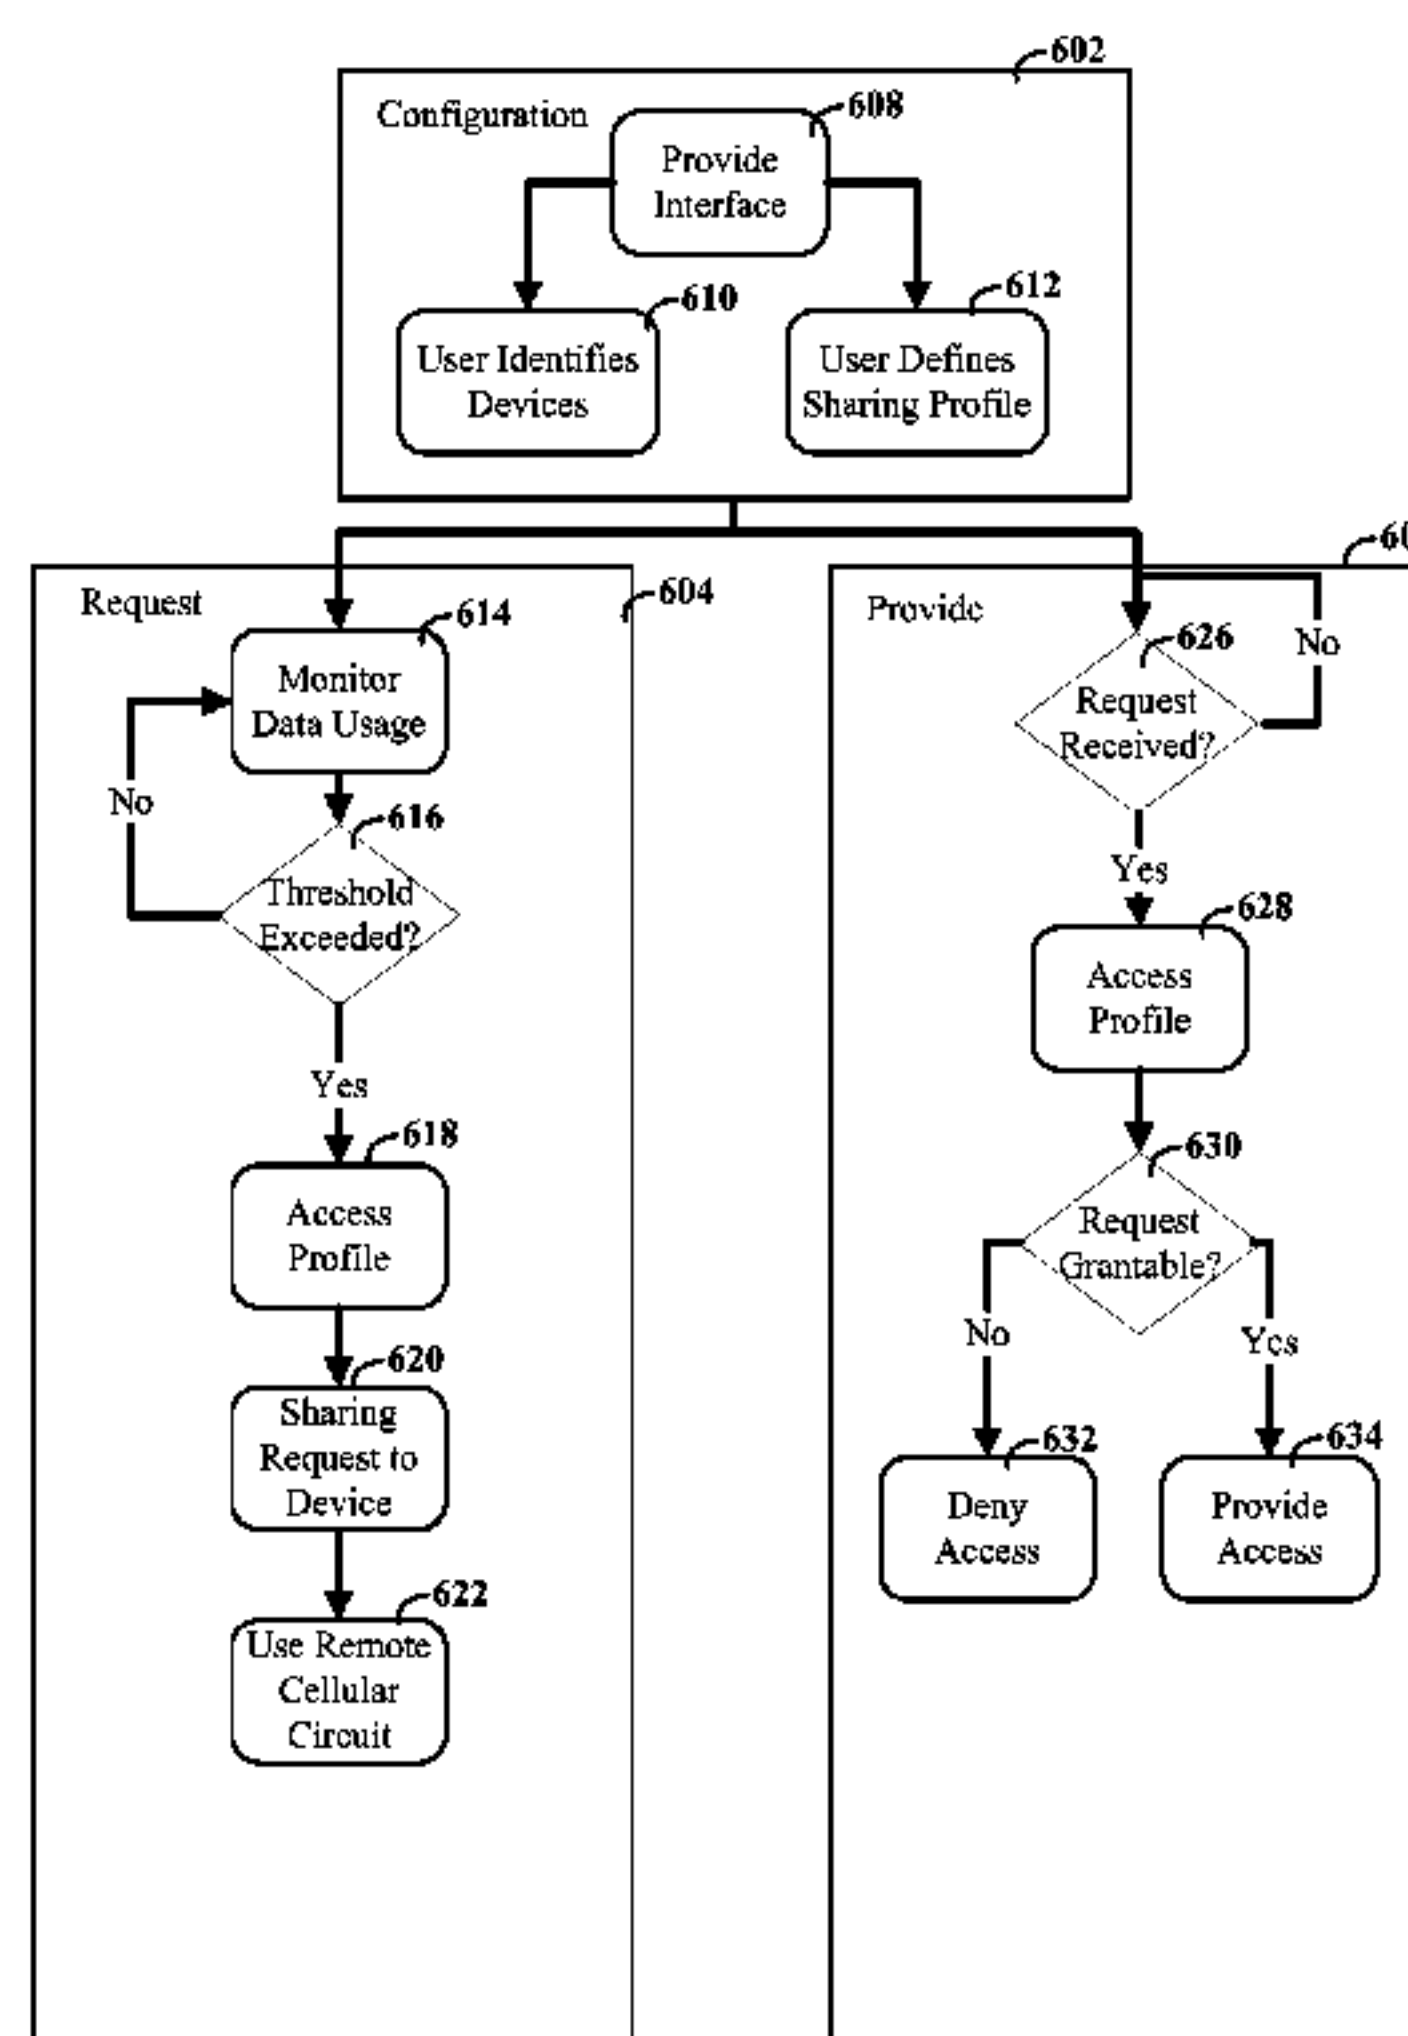 602
Configuration
608
Provide
Interface
610
User Identifies
Devices
612
User Defines
Sharing Profile
Request
604
614
Monitor
Data Usage
No
616
Threshold
Exceeded?
Yes
618
Access
Profile
620
Sharing
Request to
Device
622
Use Remote
Cellular
Circuit
Provide
626
Request
Received?
No
Yes
628
Access
Profile
630
Request
Grantable?
No
Yes
632
Deny
Access
634
Provide
Access